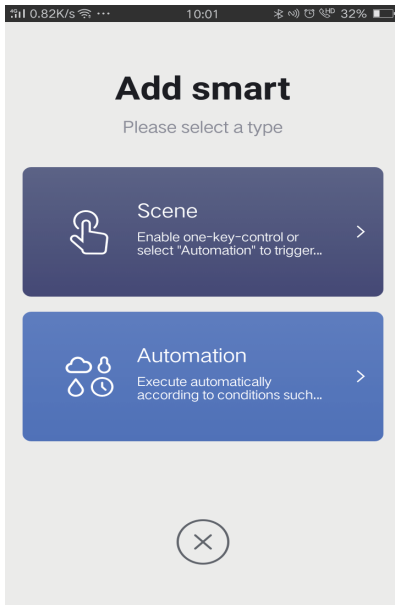 0.82K/s ... 10:01 HD 32%
Add smart
Please select a type
Scene
Enable one-key-control or
select "Automation" to trigger...
Automation
Execute automatically
according to conditions such...